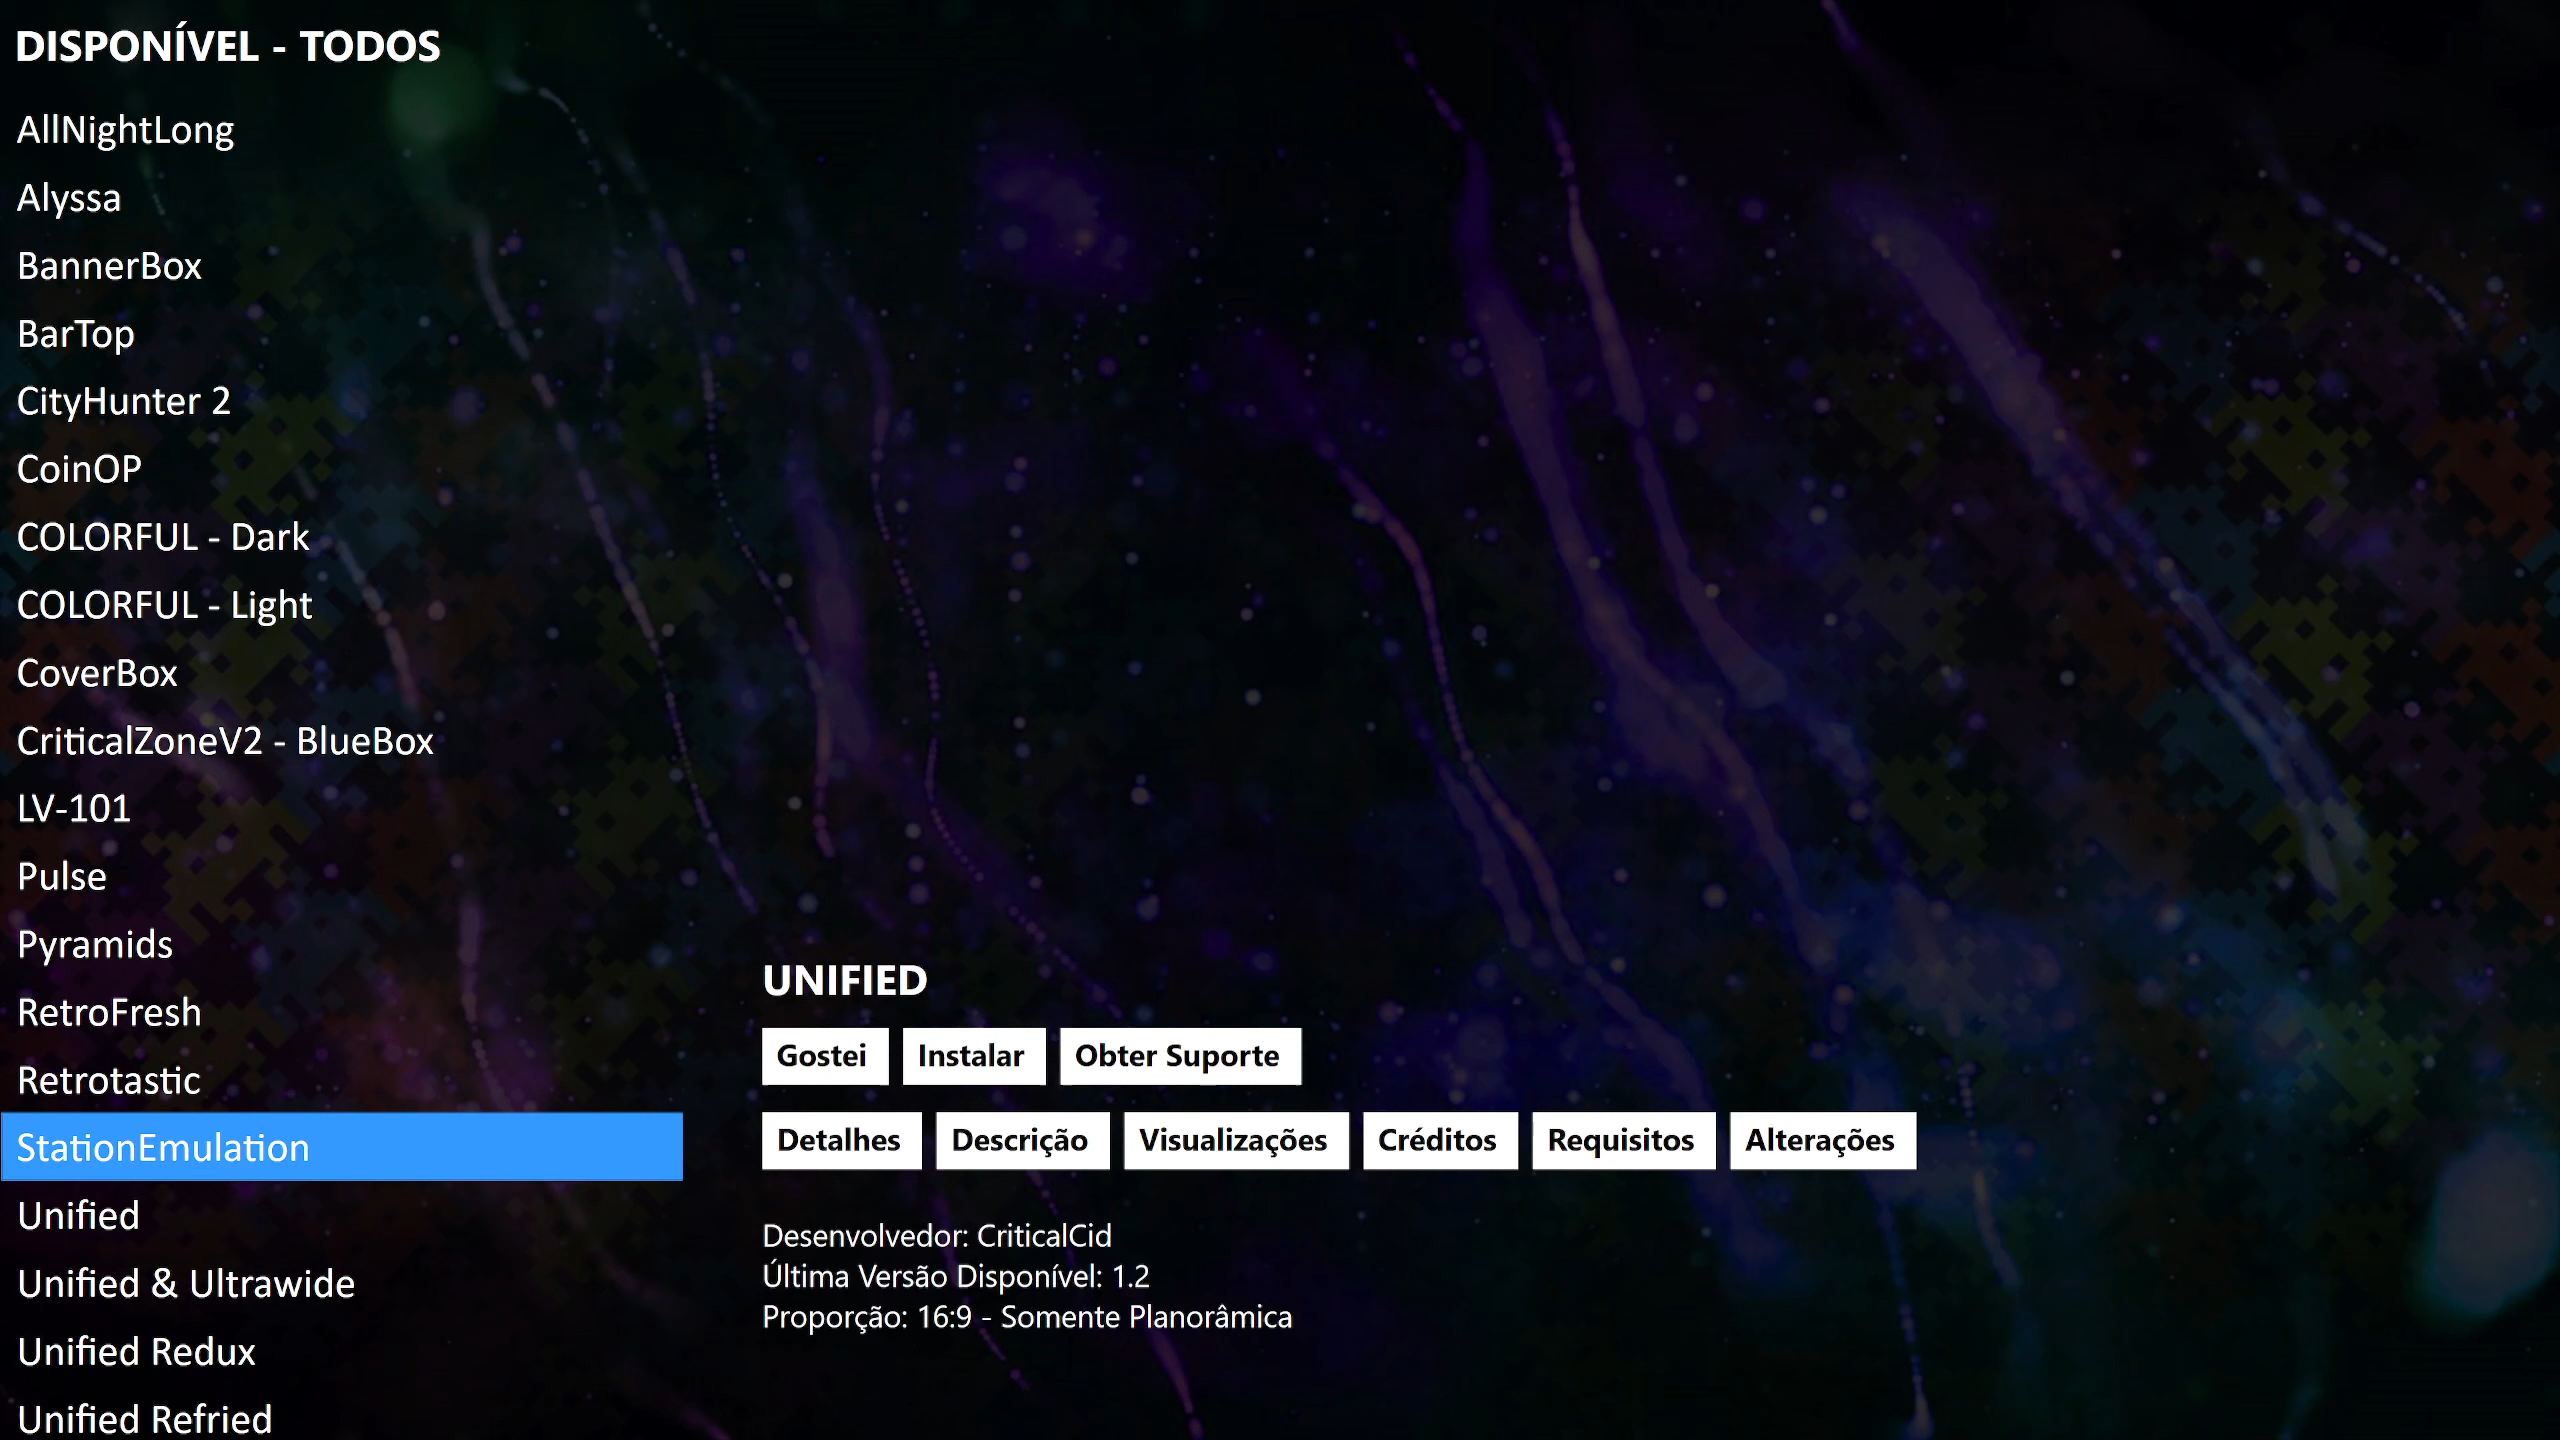 DISPONÍVEL - TODOS
AllNightLong
Alyssa
BannerBox
BarTop
CityHunter 2
CoinOP
COLORFUL - Dark
COLORFUL - Light
CoverBox
CriticalZoneV2 - BlueBox
LV-101
Pulse
Pyramids
RetroFresh
Retrotastic
StationEmulation
Unified
Unified & Ultrawide
Unified Redux
Unified Refried
UNIFIED
Gostei Instalar Obter Suporte
Detalhes Descrição Visualizações Créditos Requisitos Alterações
Desenvolvedor: CriticalCid
Última Versão Disponível: 1.2
Proporção: 16:9 - Somente Planorâmica